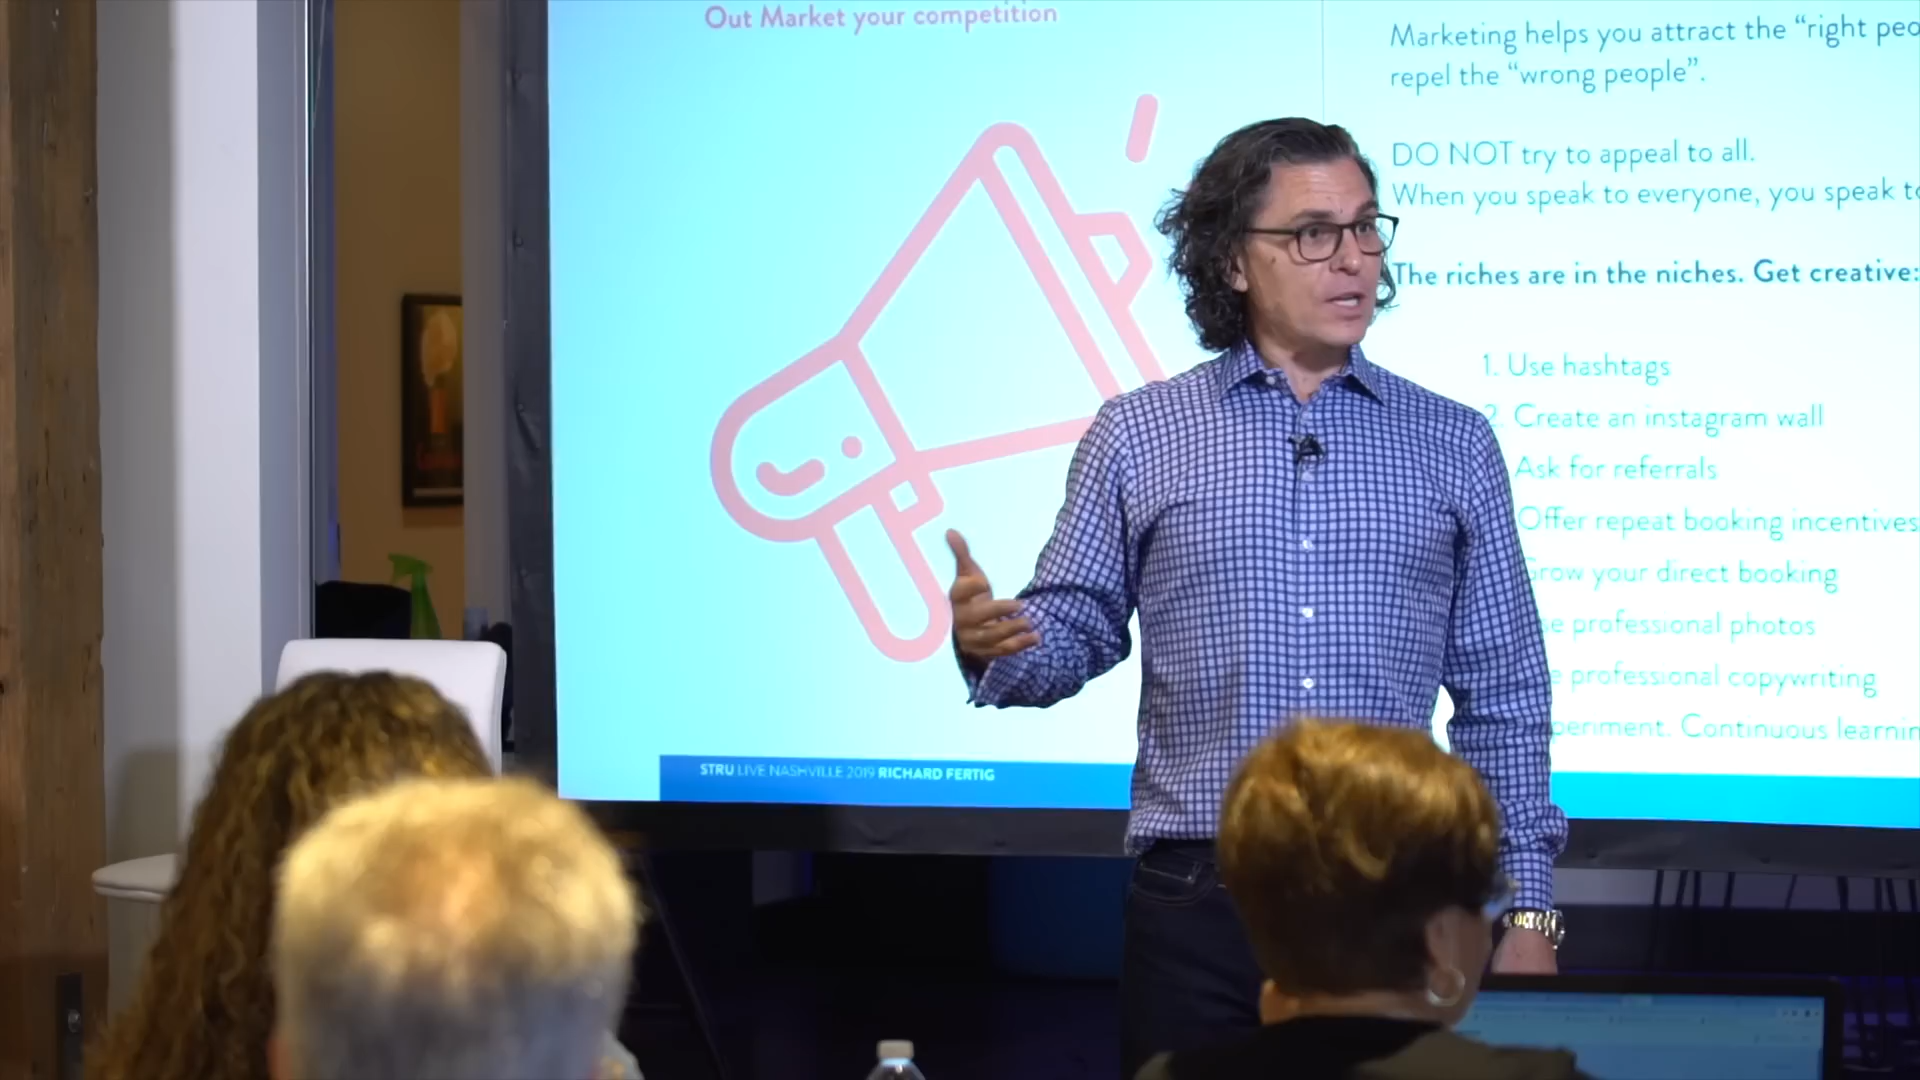 Out Market your competition
Marketing helps you attract the “right
repel the “wrong people”.
DO NOT try to appeal to all.
When you speak to everyone, you speak
The riches are in the niches. Get creative:
1. Use hashtags
2. Create an instagram wall
Ask for referrals
Offer repeat booking incentives
Grow your direct booking
professional photos
professional copywriting
Continuous
STRU LIVE NASHVILLE 2019 RICHARD FERTIG